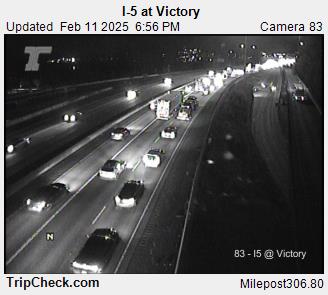 I-5 at Victory
Updated Feb 11 2025 6:56 PM Camera 83
T
N
83 - I5 @ Victory
TripCheck.com Milepost306.80